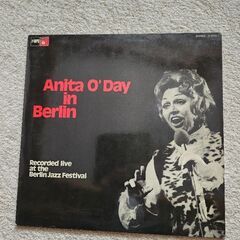 Anita O'Day
in
Berlin
Recorded live
at the
Berlin Jazz Festival